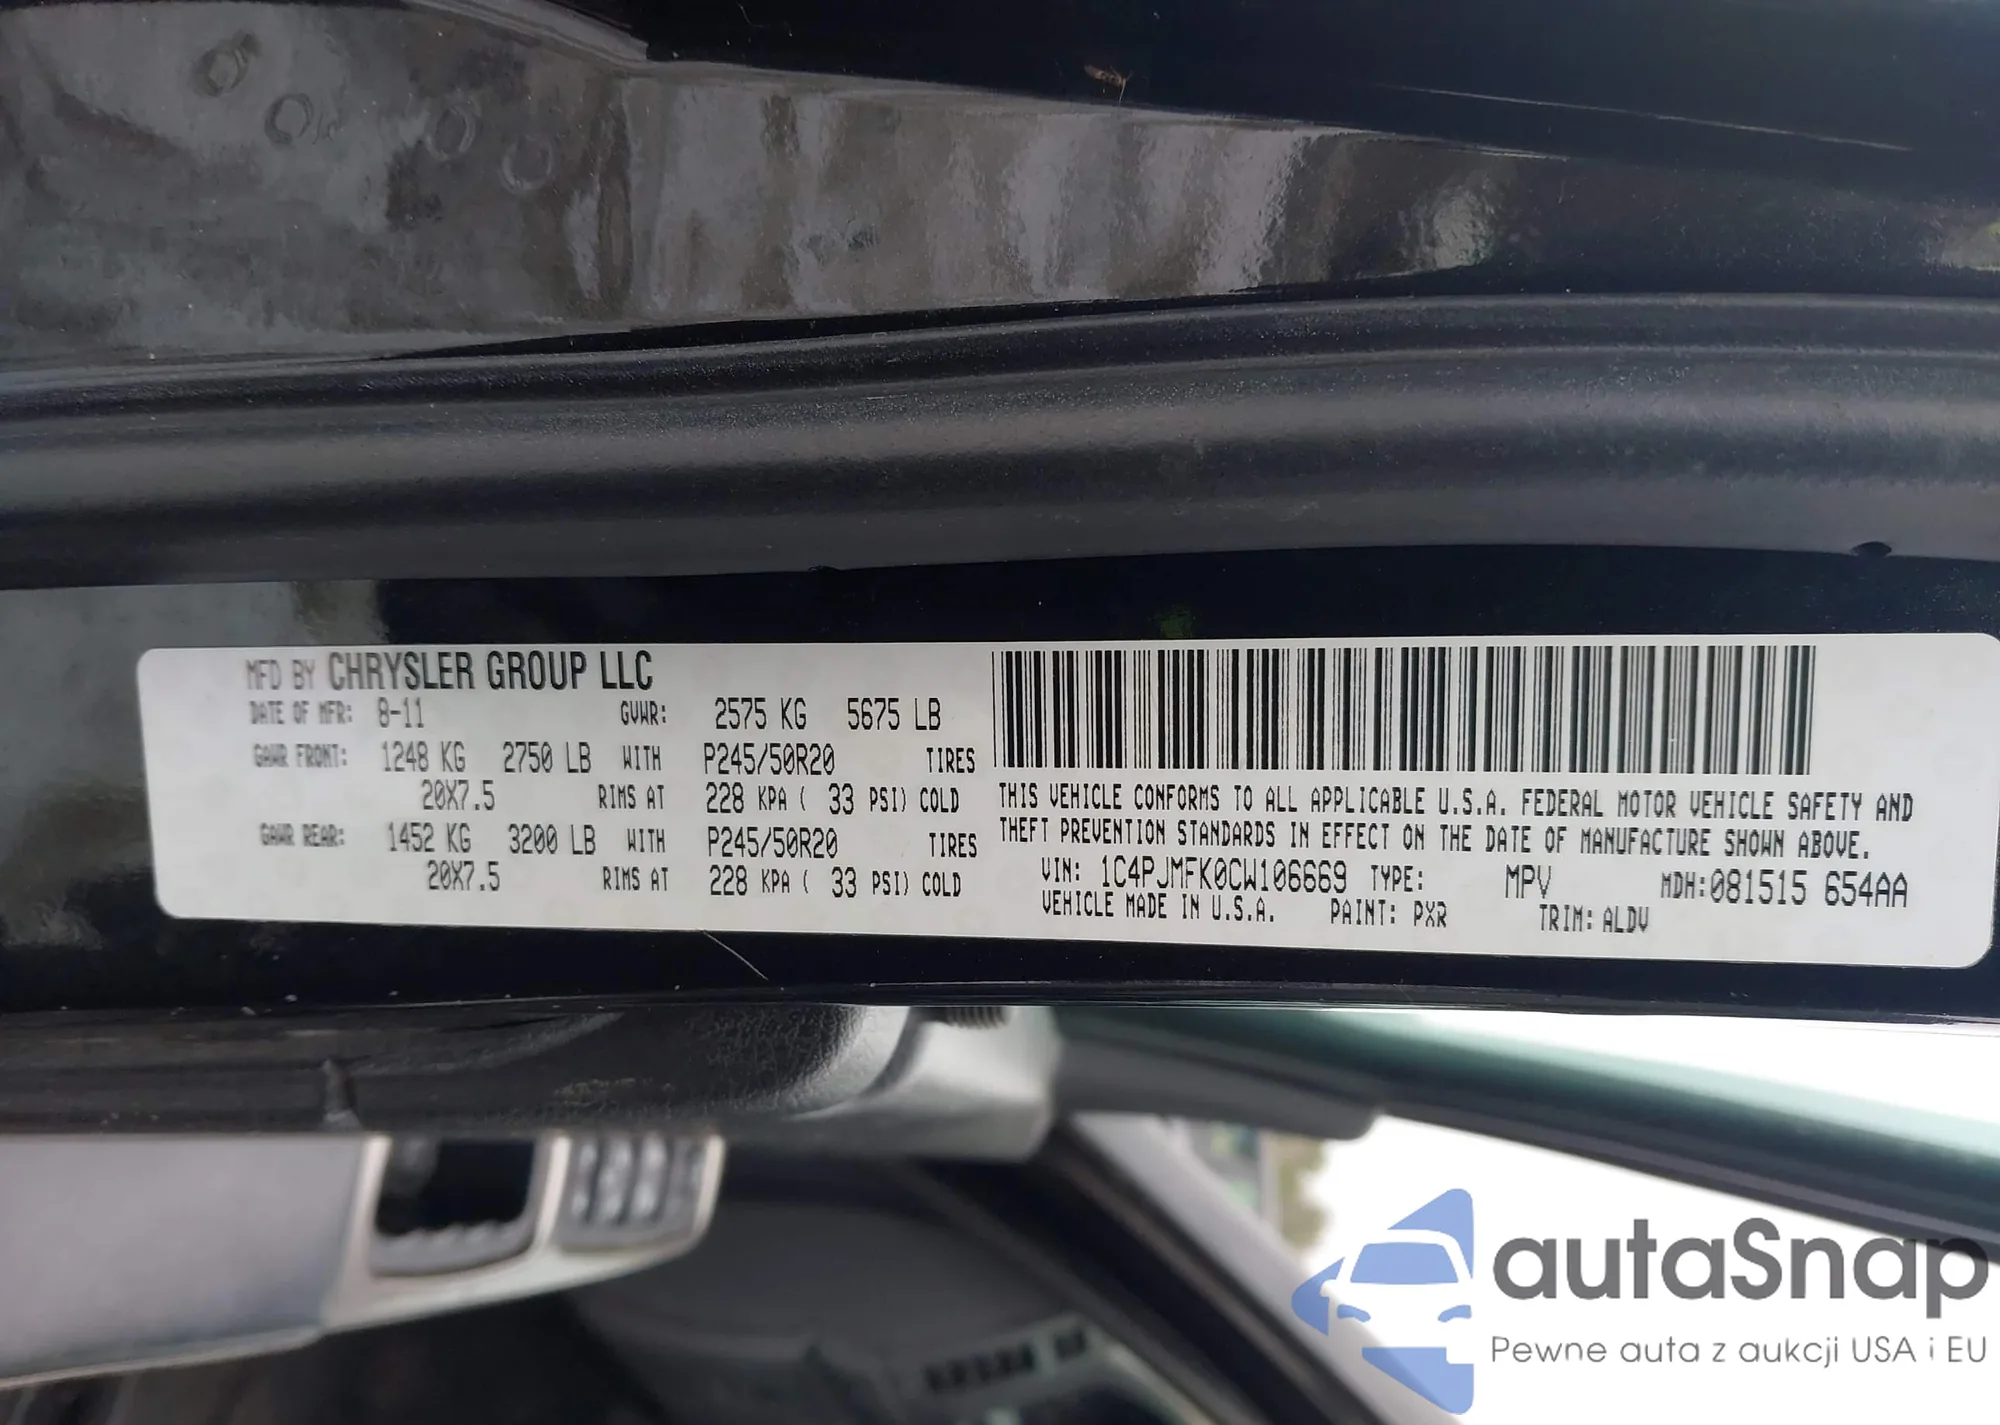 MFD BY CHRYSLER GROUP LLC
DATE OF MFR: 8-11 GVWR: 2575 KG 5675 LB
GAWR FRONT: 1248 KG 2750 LB WITH P245/50R20 TIRES
20X7.5 RIMS AT 228 KPA ( 33 PSI) COLD
GAWR REAR: 1452 KG 3200 LB WITH P245/50R20 TIRES
20X7.5 RIMS AT 228 KPA ( 33 PSI) COLD
THIS VEHICLE CONFORMS TO ALL APPLICABLE U.S.A. FEDERAL MOTOR VEHICLE SAFETY AND
THEFT PREVENTION STANDARDS IN EFFECT ON THE DATE OF MANUFACTURE SHOWN ABOVE.
VIN: 1C4PJMFK0CW106669 TYPE: MPV MDH:081515 654AA
VEHICLE MADE IN U.S.A. PAINT: PXR TRIM: ALDV
autaSnap
Pewne auta z aukcji USA i EU